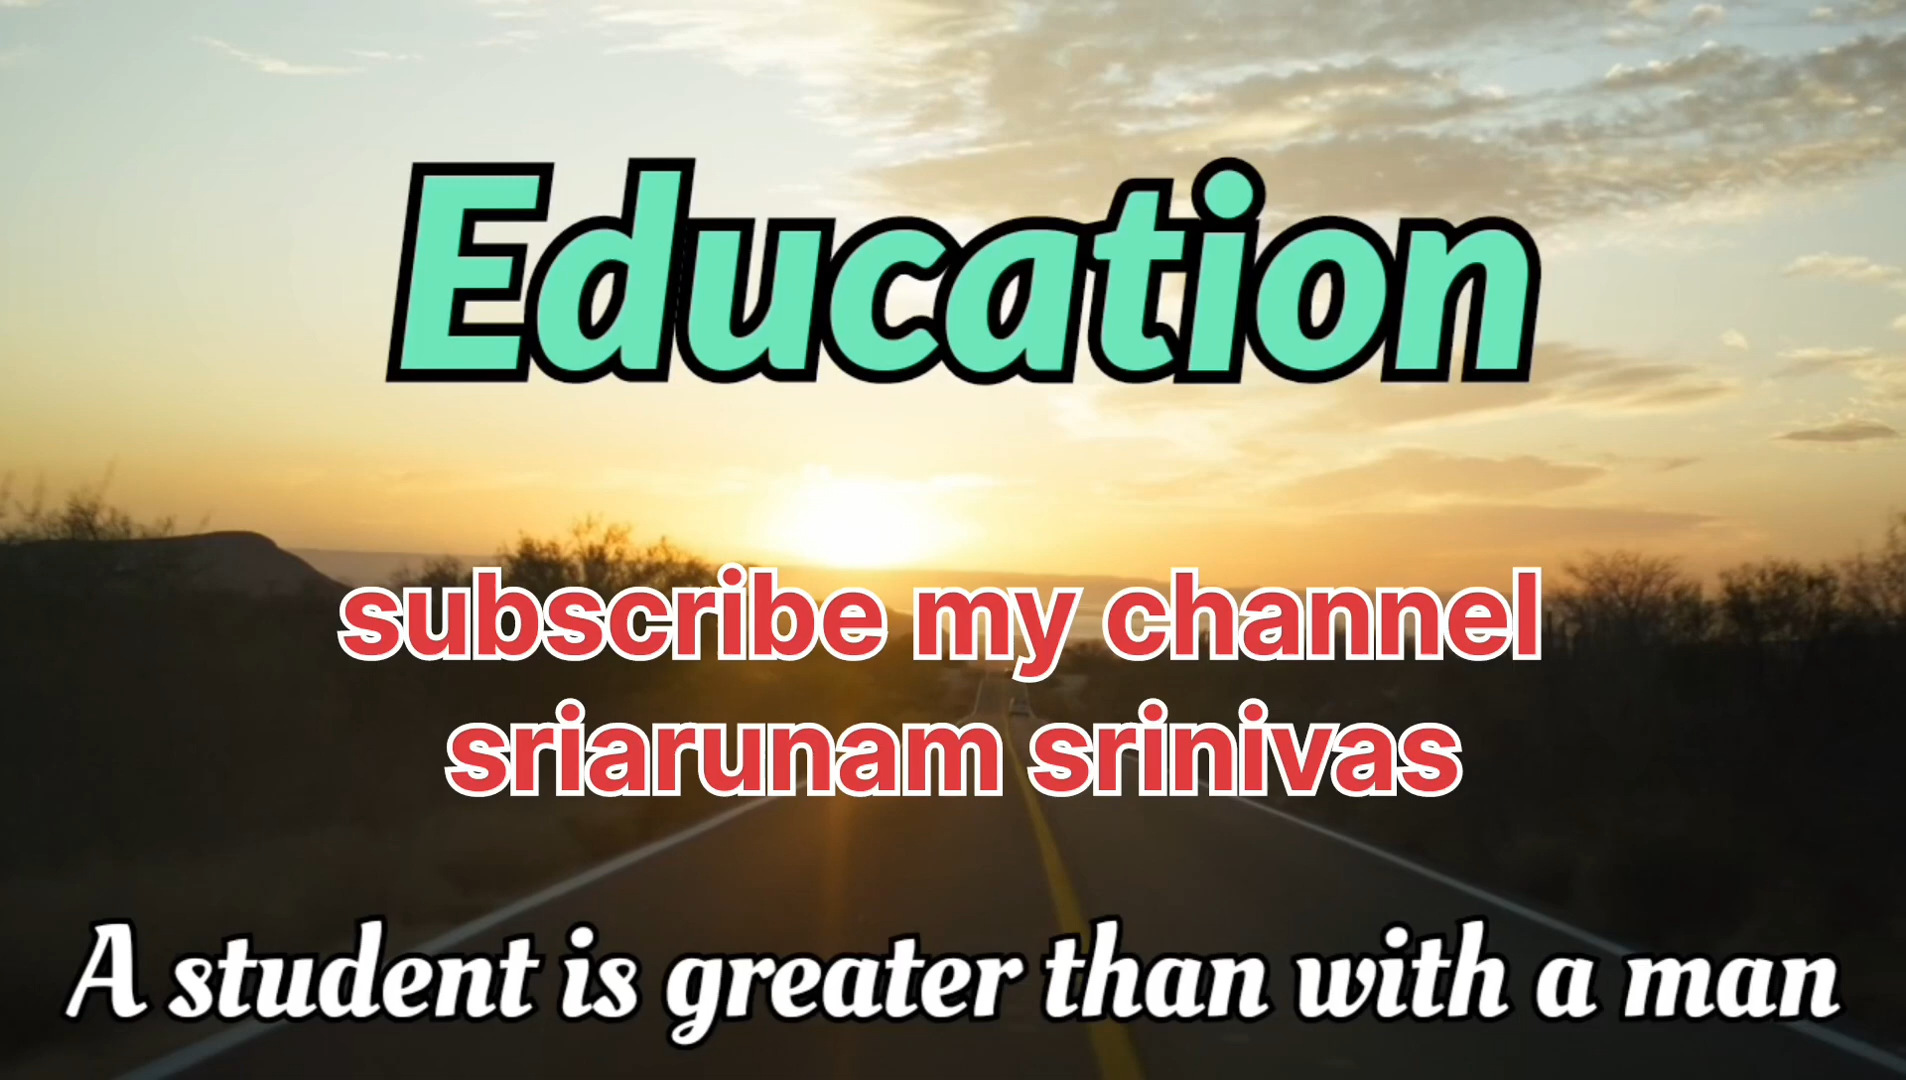 Education
subscribe my channel
sriarunam srinivas
A student is greater than with a man